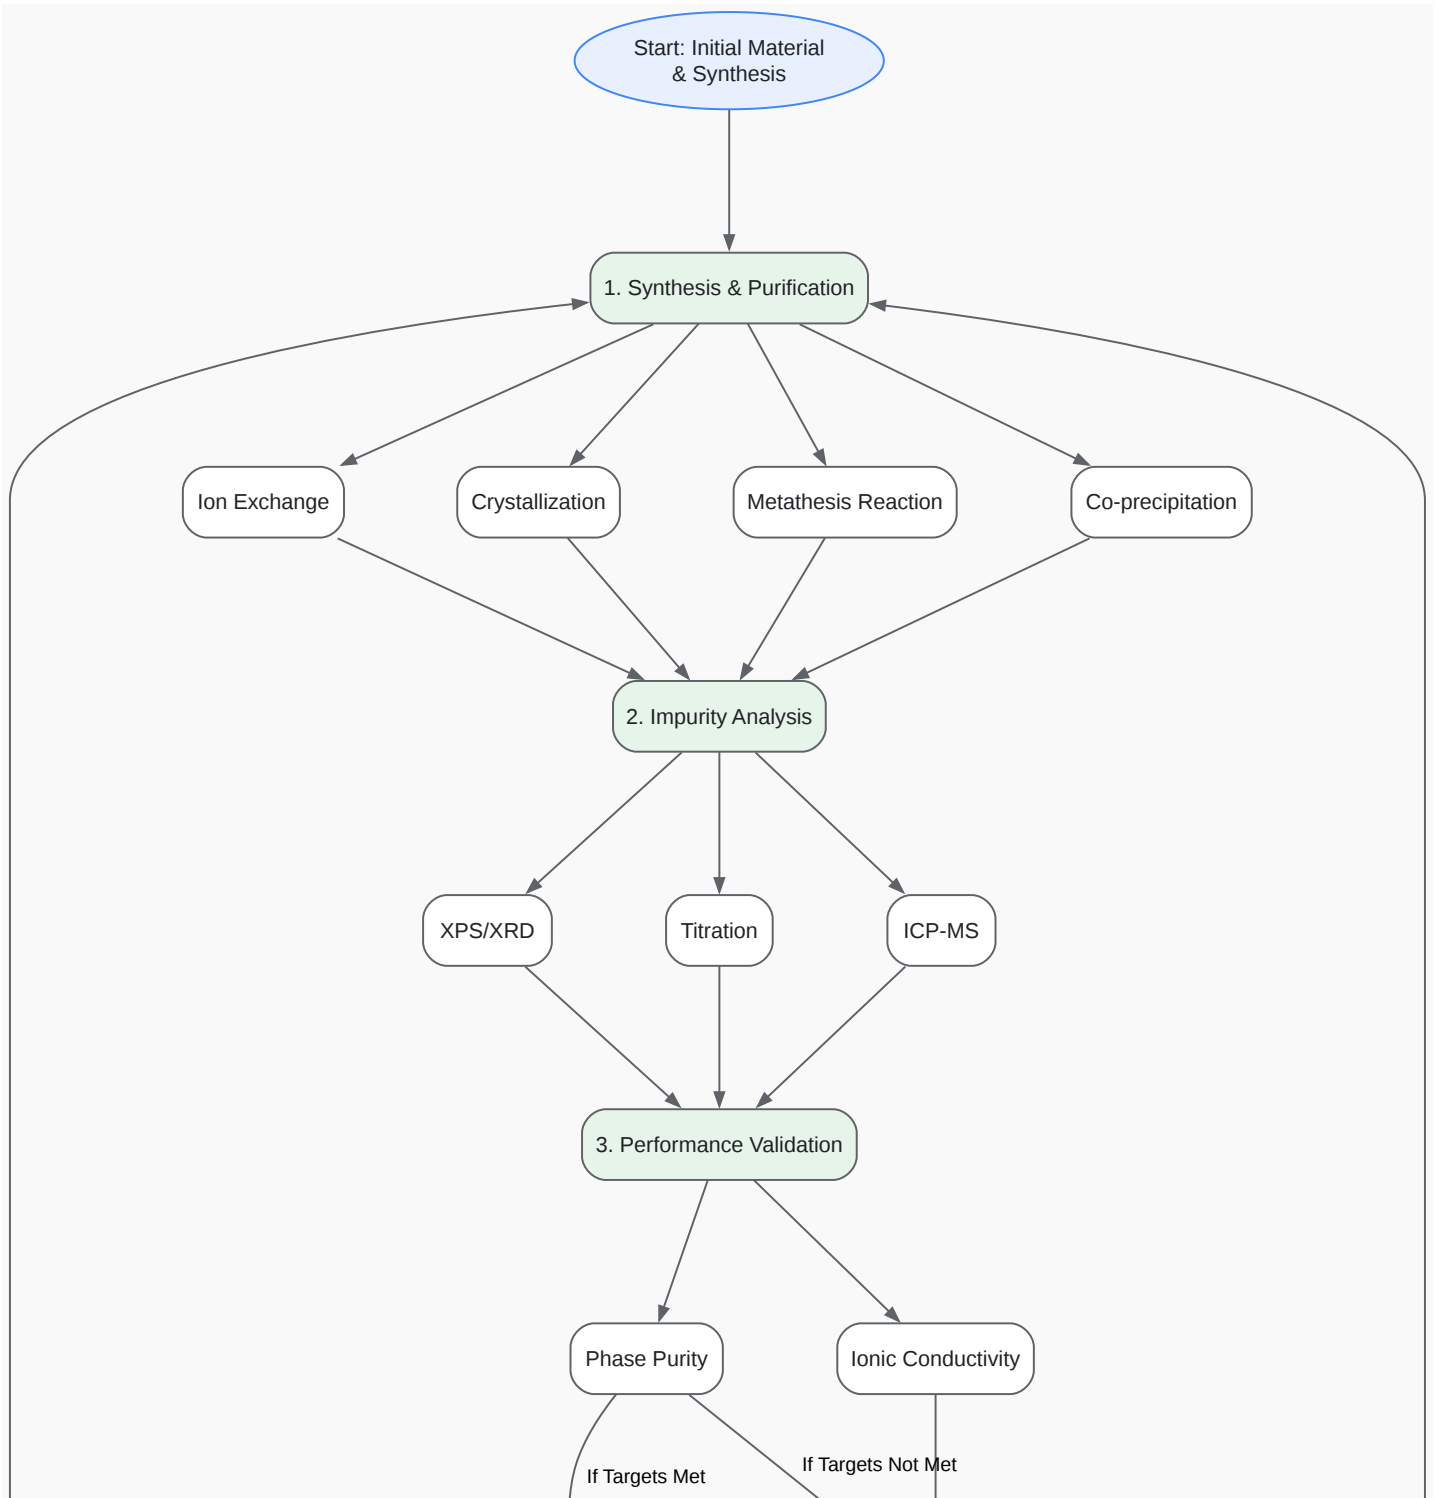 Start: Initial Material
& Synthesis
1. Synthesis & Purification
Ion Exchange
Crystallization
Metathesis Reaction
Co-precipitation
2. Impurity Analysis
XPS/XRD
Titration
ICP-MS
3. Performance Validation
Phase Purity
Ionic Conductivity
If Targets Met
If Targets Not Met